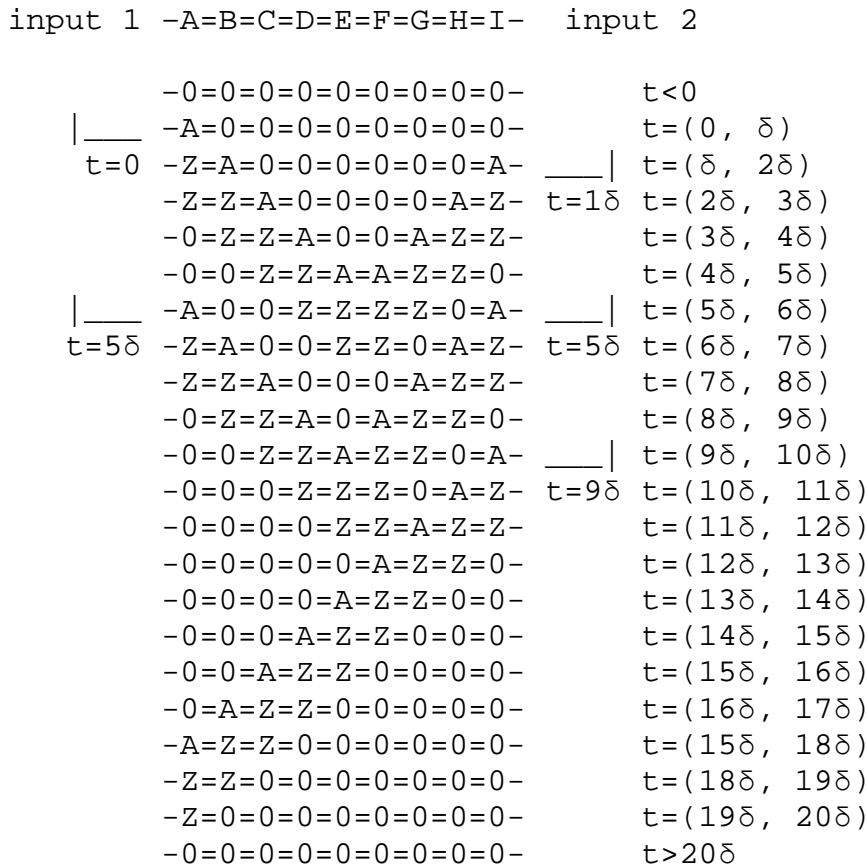 input 1 –A=B=C=D=E=F=G=H=I– input 2
–0=0=0=0=0=0=0=0=0– t<0
|___ –A=0=0=0=0=0=0=0=0– t=(0, δ)
t=0 –Z=A=0=0=0=0=0=0=A– ___| t=(δ, 2δ)
–Z=Z=A=0=0=0=0=A=Z– t=1δ t=(2δ, 3δ)
–0=Z=Z=A=0=0=A=Z=Z– t=(3δ, 4δ)
–0=0=Z=Z=A=A=Z=Z=0– t=(4δ, 5δ)
|___ –A=0=0=Z=Z=Z=Z=0=A– ___| t=(5δ, 6δ)
t=5δ –Z=A=0=0=Z=Z=0=A=Z– t=5δ t=(6δ, 7δ)
–Z=Z=A=0=0=0=A=Z=Z– t=(7δ, 8δ)
–0=Z=Z=A=0=A=Z=Z=0– t=(8δ, 9δ)
–0=0=Z=Z=A=Z=Z=0=A– ___| t=(9δ, 10δ)
–0=0=0=Z=Z=Z=0=A=Z– t=9δ t=(10δ, 11δ)
–0=0=0=0=Z=Z=A=Z=Z– t=(11δ, 12δ)
–0=0=0=0=0=A=Z=Z=0– t=(12δ, 13δ)
–0=0=0=0=A=Z=Z=0=0– t=(13δ, 14δ)
–0=0=0=A=Z=Z=0=0=0– t=(14δ, 15δ)
–0=0=A=Z=Z=0=0=0=0– t=(15δ, 16δ)
–0=A=Z=Z=0=0=0=0=0– t=(16δ, 17δ)
–A=Z=Z=0=0=0=0=0=0– t=(15δ, 18δ)
–Z=Z=0=0=0=0=0=0=0– t=(18δ, 19δ)
–Z=0=0=0=0=0=0=0=0– t=(19δ, 20δ)
–0=0=0=0=0=0=0=0=0– t>20δ